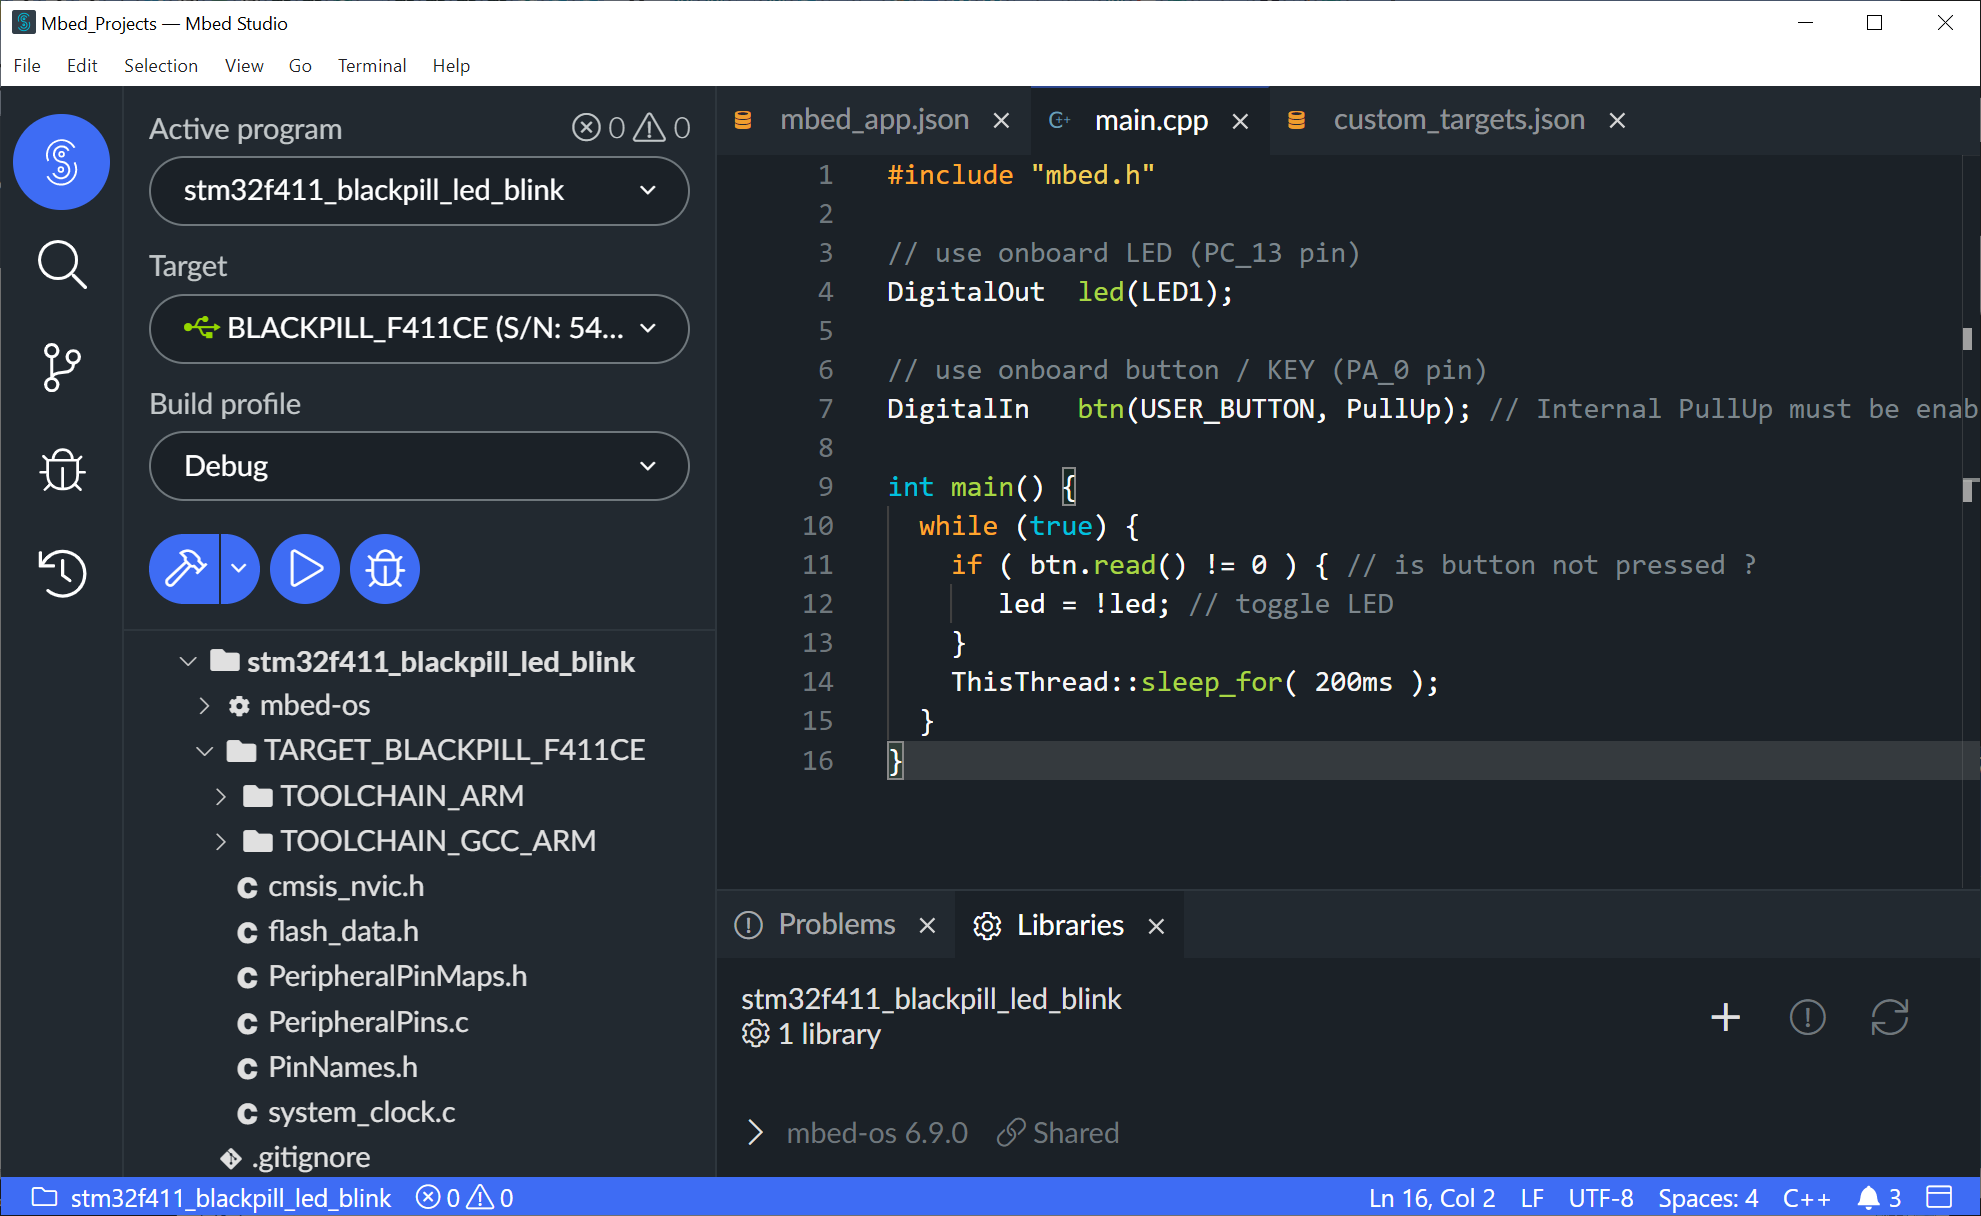 Mbed_Projects — Mbed Studio
File Edit Selection View Go Terminal Help
Active program 0 0
stm32f411_blackpill_led_blink
Target
BLACKPILL_F411CE (S/N: 54...
Build profile
Debug
stm32f411_blackpill_led_blink
mbed-os
TARGET_BLACKPILL_F411CE
TOOLCHAIN_ARM
TOOLCHAIN_GCC_ARM
C cmsis_nvic.h
C flash_data.h
C PeripheralPinMaps.h
C PeripheralPins.c
C PinNames.h
C system_clock.c
.gitignore
mbed_app.json C++ main.cpp custom_targets.json
1 #include "mbed.h"
2
3 // use onboard LED (PC_13 pin)
4 DigitalOut  led(LED1);
5
6 // use onboard button / KEY (PA_0 pin)
7 DigitalIn   btn(USER_BUTTON, PullUp); // Internal PullUp must be enab
8
9 int main() {
10   while (true) {
11     if ( btn.read() != 0 ) { // is button not pressed ?
12        led = !led; // toggle LED
13     }
14     ThisThread::sleep_for( 200ms );
15   }
16 }
Problems Libraries
stm32f411_blackpill_led_blink
1 library
mbed-os 6.9.0 Shared
stm32f411_blackpill_led_blink 0 0 Ln 16, Col 2 LF UTF-8 Spaces: 4 C++ 3